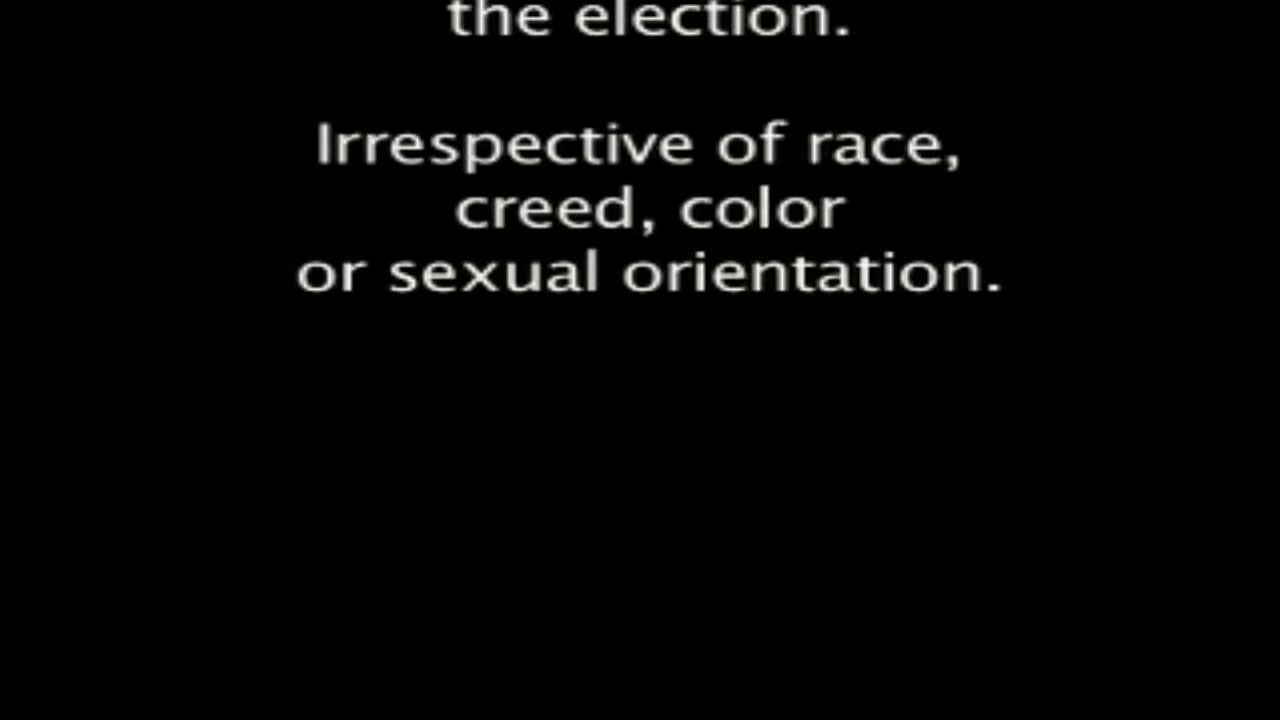 the election.
Irrespective of race,
creed, color
or sexual orientation.